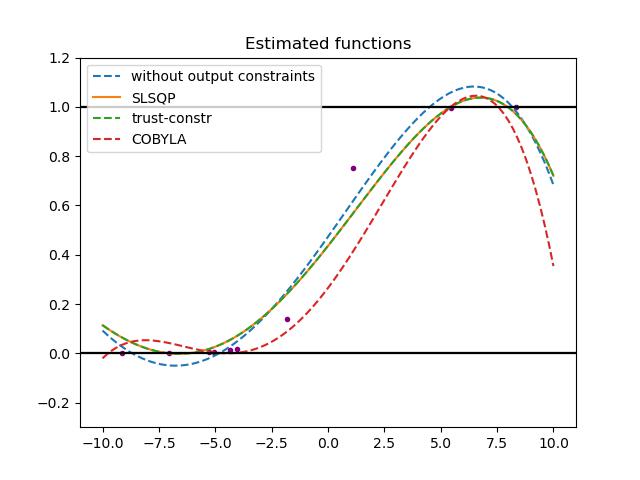 Estimated functions
without output constraints
SLSQP
trust-constr
COBYLA
1.2
1.0
0.8
0.6
0.4
0.2
0.0
−0.2
−10.0 −7.5 −5.0 −2.5 0.0 2.5 5.0 7.5 10.0